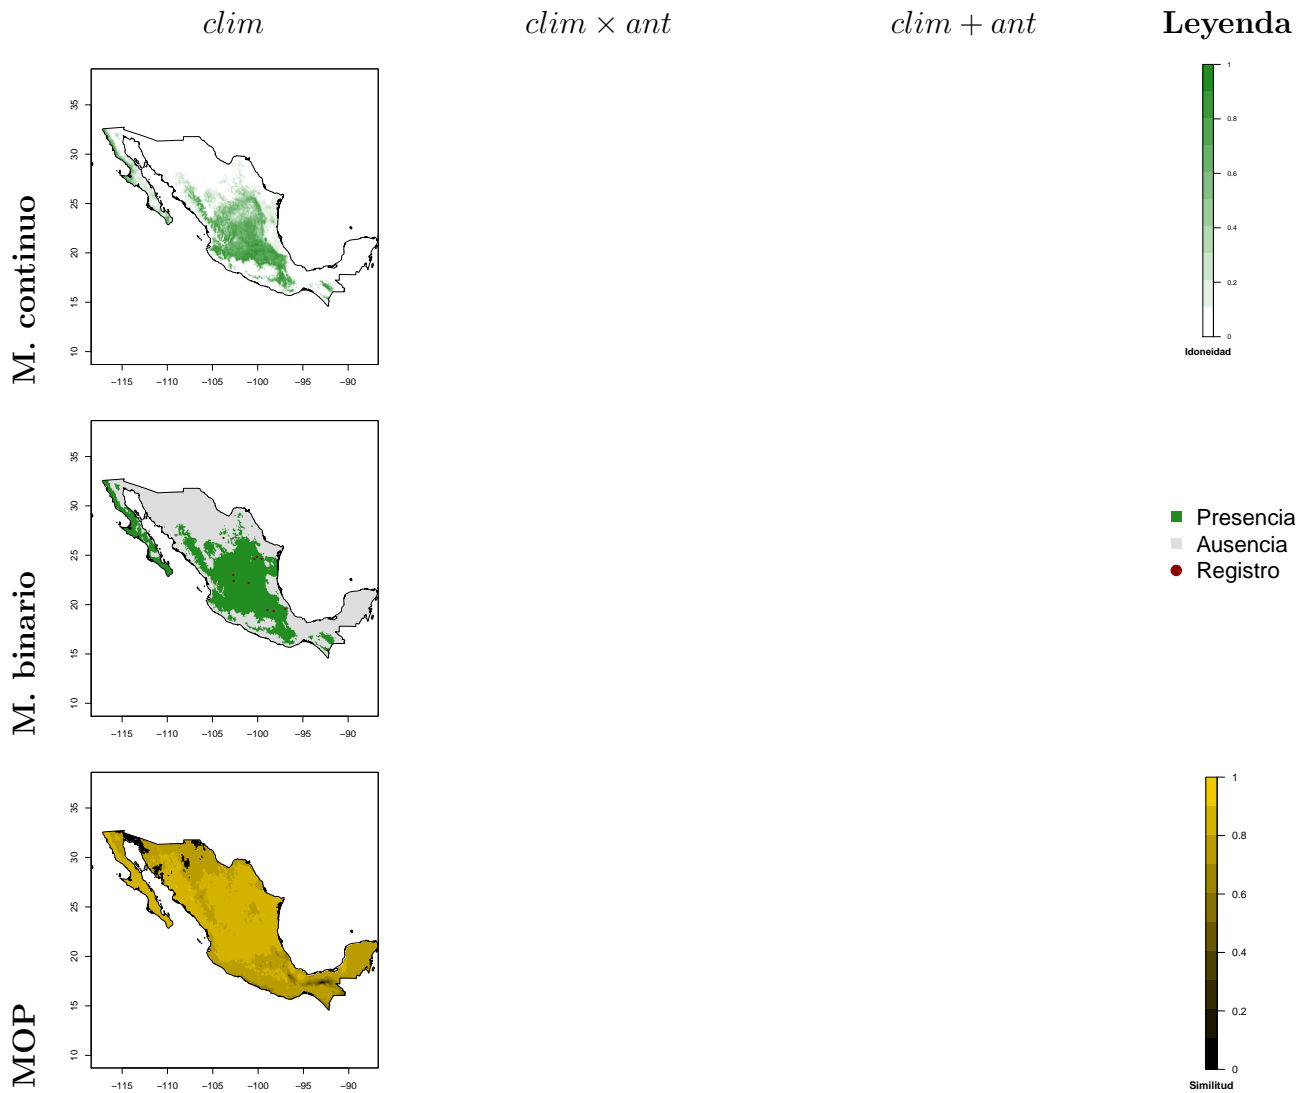 clim clim × ant clim + ant Leyenda
M. continuo
35
30
25
20
15
10
−115 −110 −105 −100 −95 −90
1
0.8
0.6
0.4
0.2
0
Idoneidad
M. binario
35
30
25
20
15
10
−115 −110 −105 −100 −95 −90
Presencia
Ausencia
Registro
MOP
35
30
25
20
15
10
−115 −110 −105 −100 −95 −90
1
0.8
0.6
0.4
0.2
0
Similitud